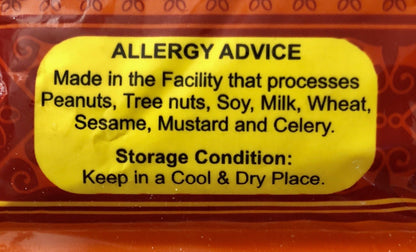 ALLERGY ADVICE
Made in the Facility that processes
Peanuts, Tree nuts, Soy, Milk, Wheat,
Sesame, Mustard and Celery.
Storage Condition:
Keep in a Cool & Dry Place.